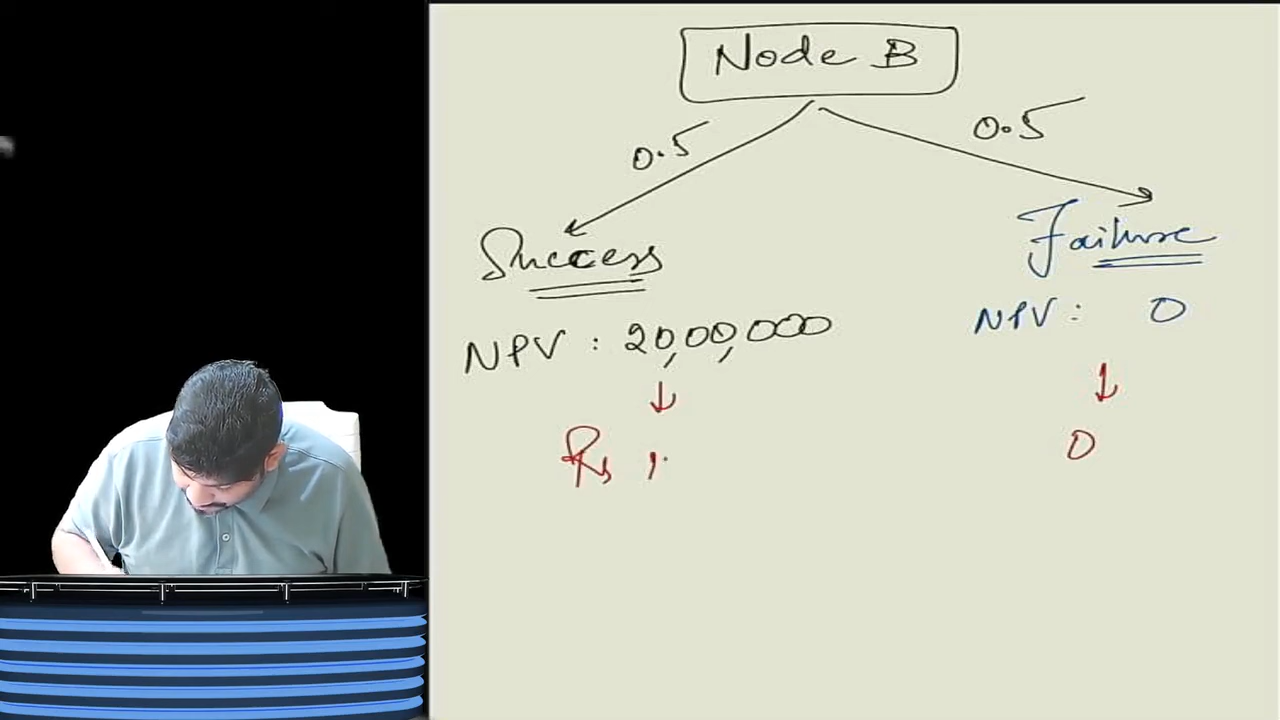 Node B
0.5
0.5
Success
Failure
NPV : 20,00,000
NPV : 0
↓
↓
Rs
0